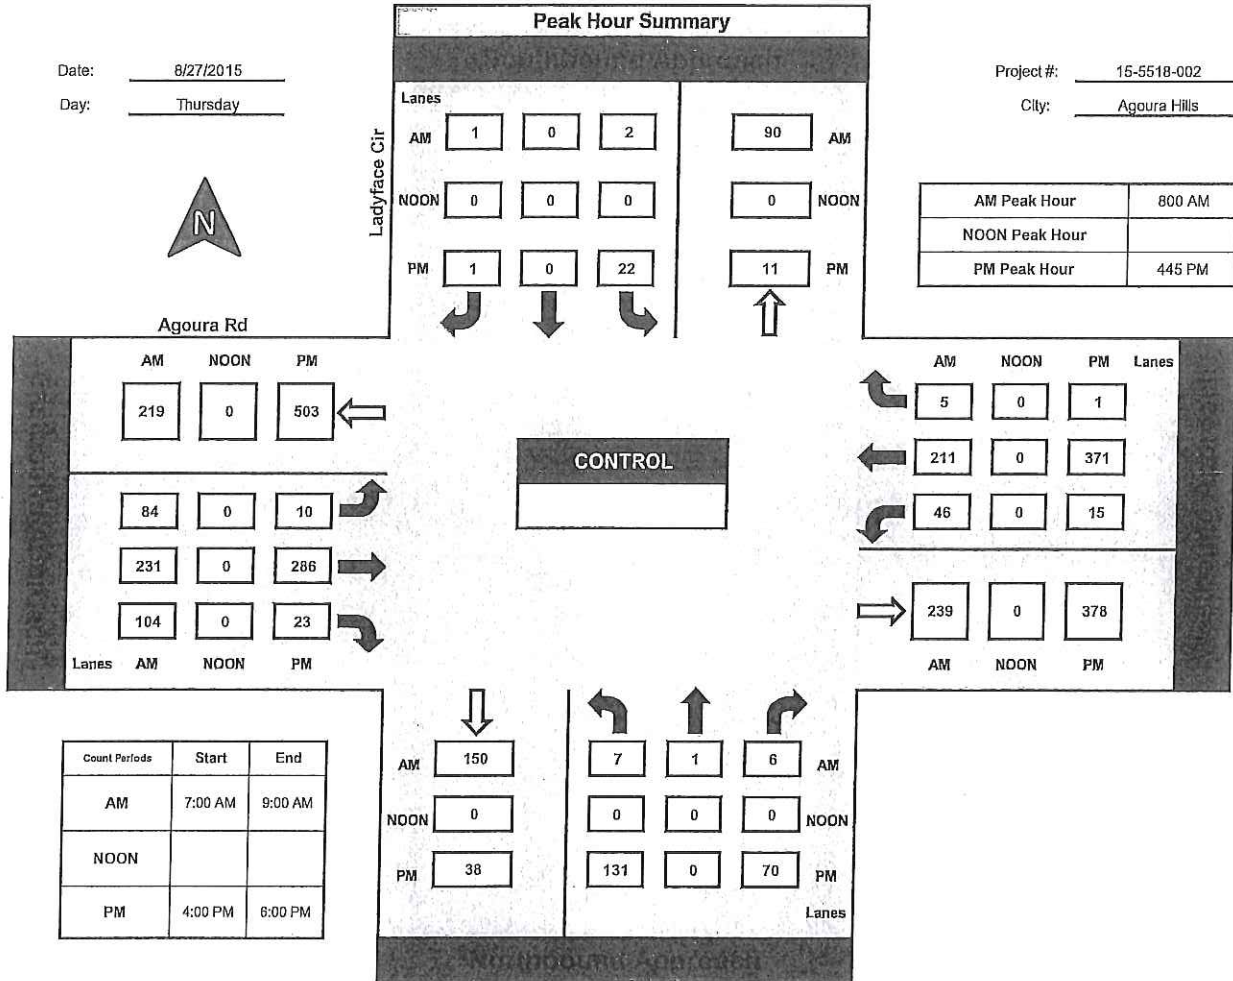 Peak Hour Summary
Southbound Approach
Date: 8/27/2015
Day: Thursday
Project #: 15-5518-002
City: Agoura Hills
Ladyface Cir
Lanes
AM 1 0 2 90 AM
NOON 0 0 0 0 NOON
PM 1 0 22 11 PM
N
AM Peak Hour 800 AM
NOON Peak Hour
PM Peak Hour 445 PM
Agoura Rd
AM NOON PM
219 0 503
84 0 10
231 0 286
104 0 23
Lanes AM NOON PM
CONTROL
AM NOON PM Lanes
5 0 1
211 0 371
46 0 15
239 0 378
AM NOON PM
Count Periods Start End
AM 7:00 AM 9:00 AM
NOON
PM 4:00 PM 6:00 PM
AM 150 7 1 6 AM
NOON 0 0 0 0 NOON
PM 38 131 0 70 PM
Lanes
Northbound Approach